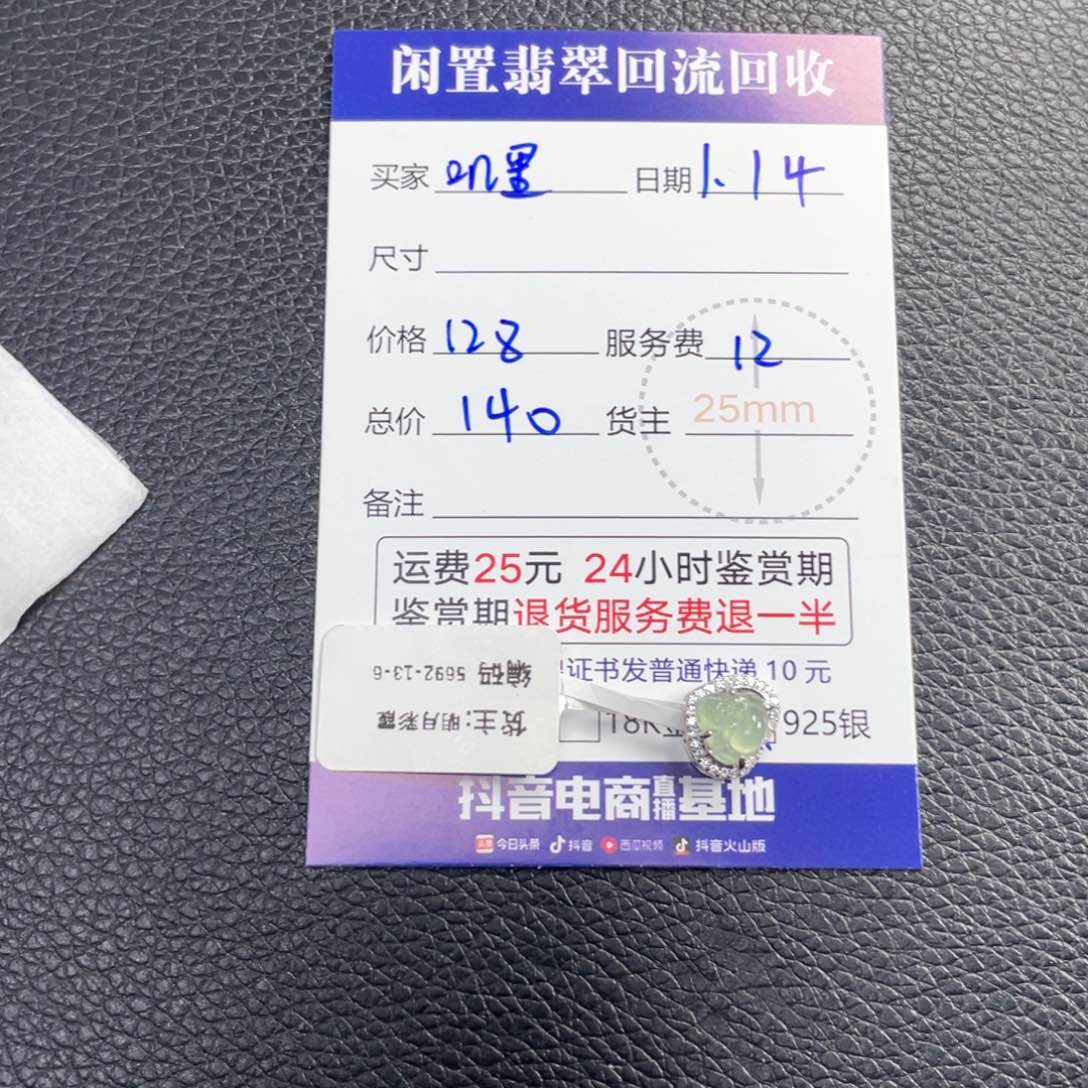 闲置翡翠回流回收
买家 日期 1.14
尺寸
价格 128 服务费 12
总价 140 货主 25mm
备注
运费25元 24小时鉴赏期
鉴赏期退货服务费退一半
证书发普通快递10元
18K 925银
编码 5692-13-6
货主:明月彩霞
抖音电商直播基地
头条 今日头条 抖音 西瓜视频 抖音火山版